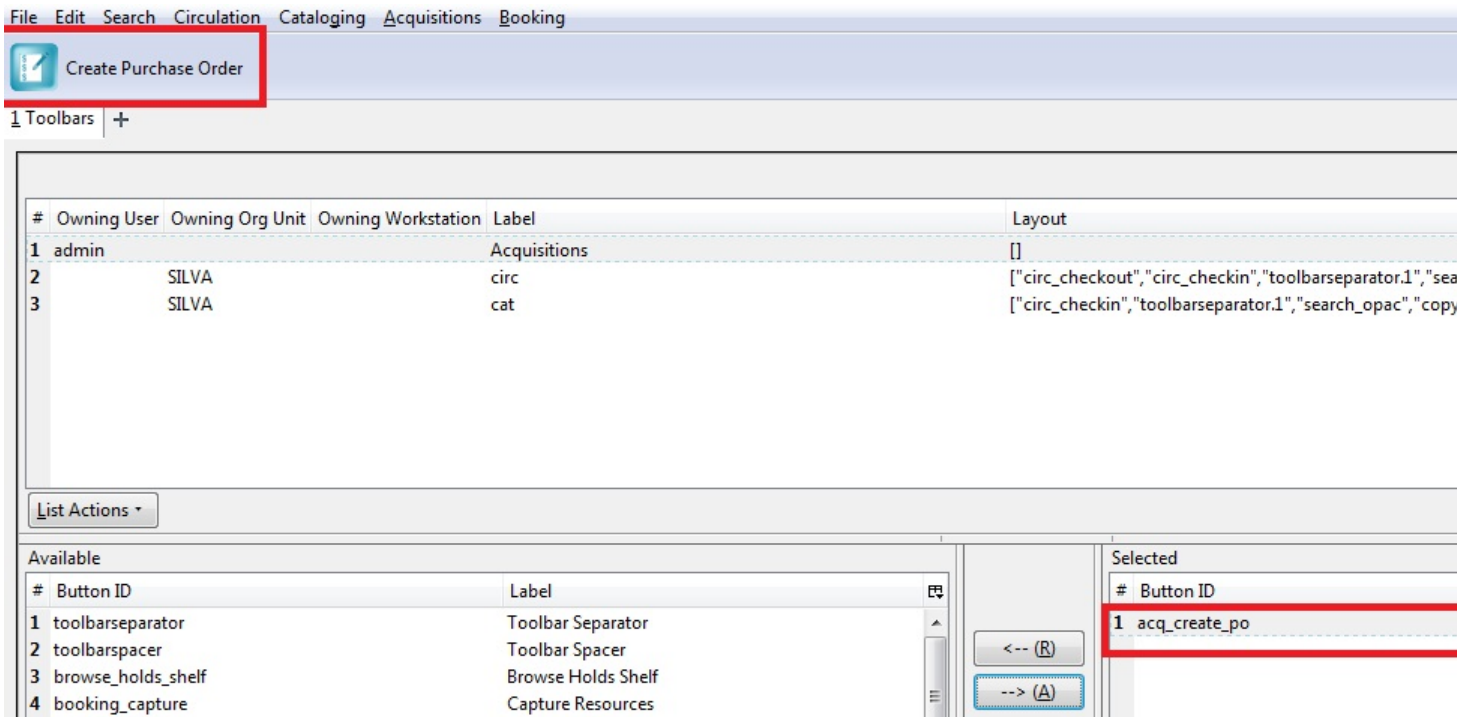 File Edit Search Circulation Cataloging Acquisitions Booking
Create Purchase Order
1 Toolbars +
# Owning User Owning Org Unit Owning Workstation Label Layout
1 admin Acquisitions []
2 SILVA circ ["circ_checkout","circ_checkin","toolbarseparator.1","sea
3 SILVA cat ["circ_checkin","toolbarseparator.1","search_opac","copy
List Actions
Available Selected
# Button ID Label # Button ID
1 toolbarseparator Toolbar Separator 1 acq_create_po
2 toolbarspacer Toolbar Spacer <-- (R)
3 browse_holds_shelf Browse Holds Shelf
4 booking_capture Capture Resources --> (A)